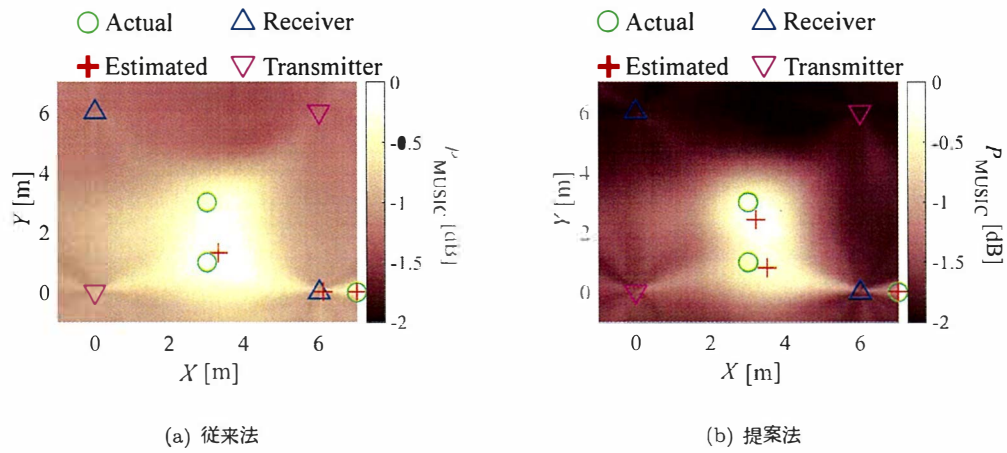 Actual Receiver
Estimated Transmitter
0
-0.5
-1
-1.5
-2
P MUSIC [dB]
6
4
2
0
Y [m]
0 2 4 6
X [m]
(a) 従来法
Actual Receiver
Estimated Transmitter
0
-0.5
-1
-1.5
-2
P MUSIC [dB]
6
4
2
0
Y [m]
0 2 4 6
X [m]
(b) 提案法